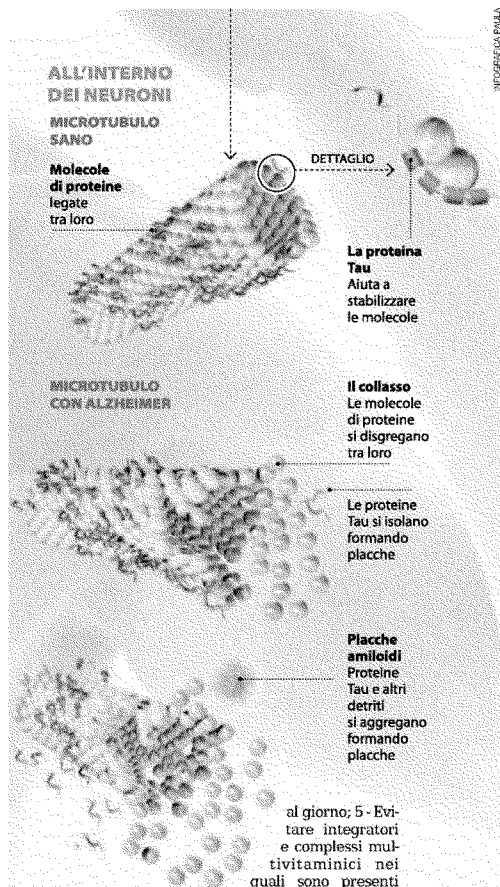 INFOGRAFICA PAULA
ALL'INTERNO
DEI NEURONI
MICROTUBULO
SANO
Molecole
di proteine
legate
tra loro
DETTAGLIO
La proteina
Tau
Aiuta a
stabilizzare
le molecole
MICROTUBULO
CON ALZHEIMER
Il collasso
Le molecole
di proteine
si disgregano
tra loro
Le proteine
Tau si isolano
formando
placche
Placche
amiloidi
Proteine
Tau e altri
detriti
si aggregano
formando
placche
al giorno; 5 - Evi-
tare integratori
e complessi mul-
tivitaminici nei
quali sono presenti